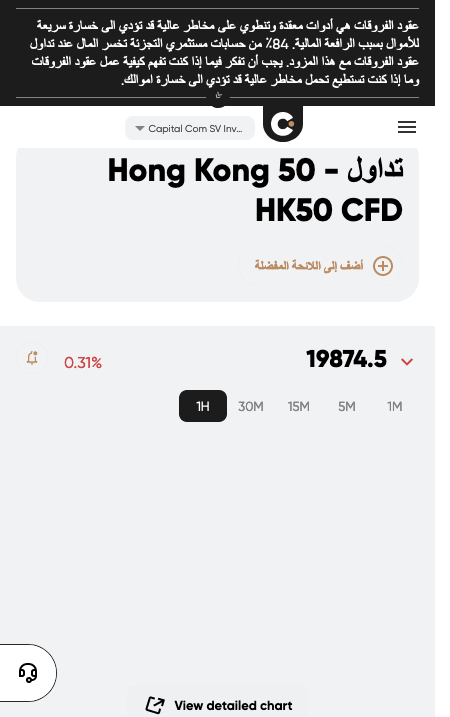 عقود الفروقات هي أدوات معقدة وتنطوي على مخاطر عالية قد تؤدي الى خسارة سريعة
للأموال بسبب الرافعة المالية. 84٪ من حسابات مستثمري التجزئة تخسر المال عند تداول
عقود الفروقات مع هذا المزود. يجب أن تفكر فيما إذا كنت تفهم كيفية عمل عقود الفروقات
وما إذا كنت تستطيع تحمل مخاطر عالية قد تؤدي الى خسارة اموالك.
Capital Com SV Inv...
تداول - Hong Kong 50
HK50 CFD
أضف إلى اللائحة المفضلة
19874.5
0.31%
1H 30M 15M 5M 1M
View detailed chart